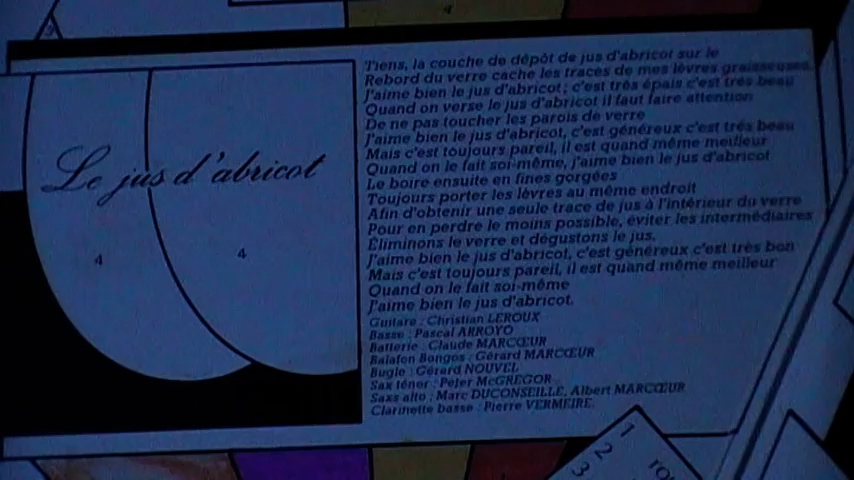 Le jus d'abricot
4
4
Tiens, la couche de dépôt de jus d'abricot sur le
Rebord du verre cache les traces de mes lèvres graisseuses
J'aime bien le jus d'abricot; c'est très épais c'est très beau
Quand on verse le jus d'abricot il faut faire attention
De ne pas toucher les parois de verre
J'aime bien le jus d'abricot, c'est généreux c'est très beau
Mais c'est toujours pareil, il est quand même meilleur
Quand on le fait soi-même, j'aime bien le jus d'abricot
Le boire ensuite en fines gorgées
Toujours porter les lèvres au même endroit
Afin d'obtenir une seule trace de jus à l'intérieur du verre
Pour en perdre le moins possible, éviter les intermédiaires
Éliminons le verre et dégustons le jus.
J'aime bien le jus d'abricot, c'est généreux c'est très bon
Mais c'est toujours pareil, il est quand même meilleur
Quand on le fait soi-même
J'aime bien le jus d'abricot.
Guitare : Christian LEROUX
Basse : Pascal ARROYO
Batterie : Claude MARCŒUR
Balafon Bongos : Gérard MARCŒUR
Bugle : Gérard NOUVEL
Sax ténor : Peter McGREGOR
Saxs alto : Marc DUCONSEILLE, Albert MARCŒUR
Clarinette basse : Pierre VERMEIRE.
1
2
3